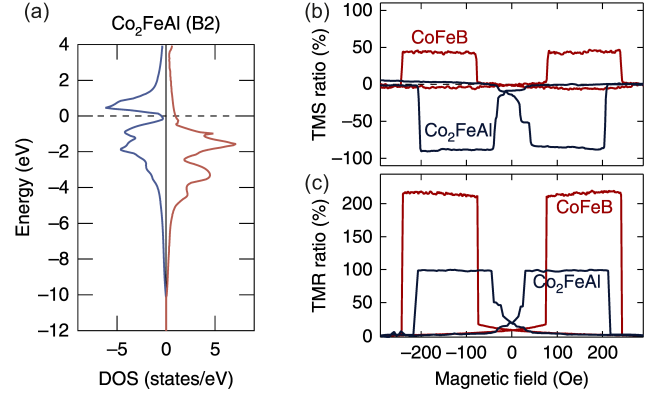 (a)
Co₂FeAl (B2)
4
2
0
−2
−4
−6
−8
−10
−12
Energy (eV)
−5
0
5
DOS (states/eV)
(b)
100
50
0
−50
−100
TMS ratio (%)
CoFeB
Co₂FeAl
(c)
200
150
100
50
0
TMR ratio (%)
CoFeB
Co₂FeAl
−200
−100
0
100
200
Magnetic field (Oe)